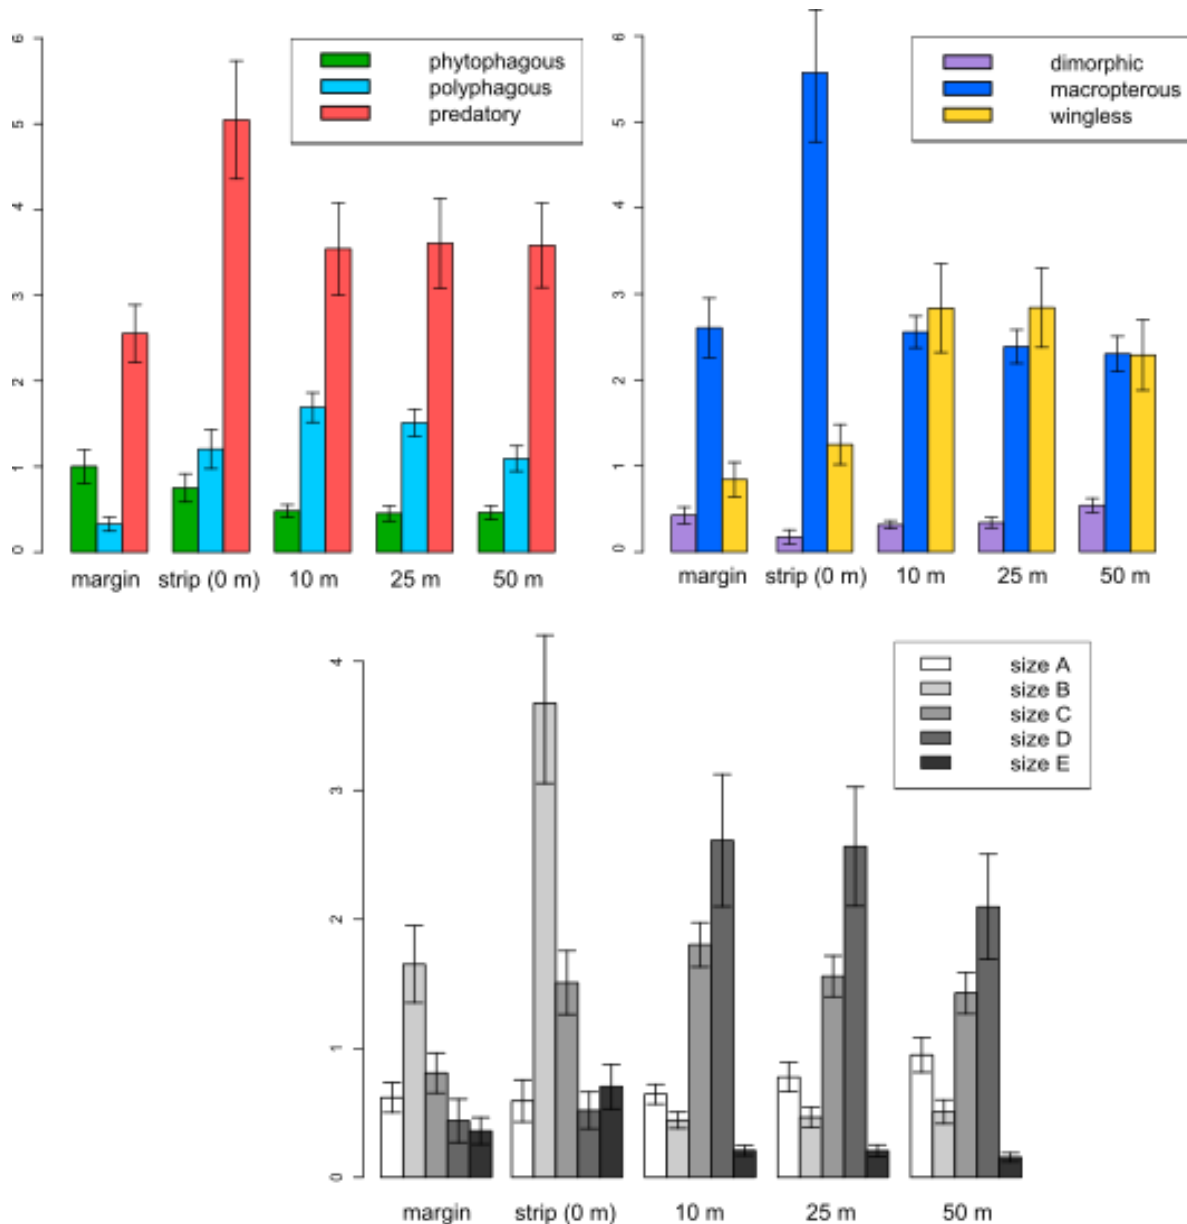 6
5
4
3
2
1
0
phytophagous
polyphagous
predatory
margin strip (0 m) 10 m 25 m 50 m
6
5
4
3
2
1
0
dimorphic
macropterous
wingless
margin strip (0 m) 10 m 25 m 50 m
4
3
2
1
0
size A
size B
size C
size D
size E
margin strip (0 m) 10 m 25 m 50 m